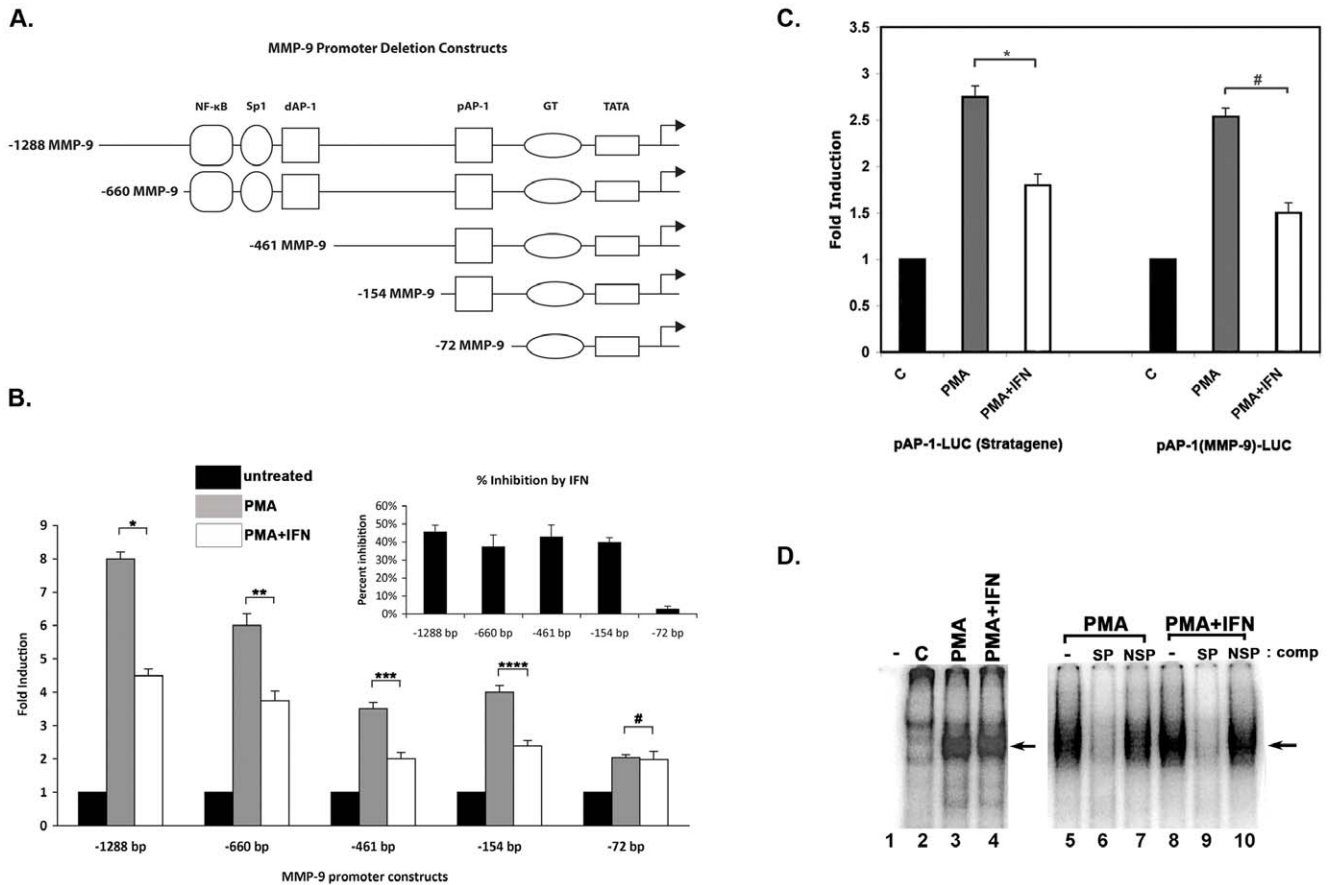 A.
MMP-9 Promoter Deletion Constructs
NF-κB Sp1 dAP-1 pAP-1 GT TATA
-1288 MMP-9
-660 MMP-9
-461 MMP-9
-154 MMP-9
-72 MMP-9
B.
untreated
PMA
PMA+IFN
% Inhibition by IFN
Percent inhibition
60%
50%
40%
30%
20%
10%
0%
-1288 bp -660 bp -461 bp -154 bp -72 bp
Fold Induction
9
8
7
6
5
4
3
2
1
0
* ** *** **** #
-1288 bp -660 bp -461 bp -154 bp -72 bp
MMP-9 promoter constructs
C.
Fold Induction
3.5
3
2.5
2
1.5
1
0.5
0
* #
C PMA PMA+IFN C PMA PMA+IFN
pAP-1-LUC (Stratagene) pAP-1(MMP-9)-LUC
D.
- C PMA PMA+IFN
PMA PMA+IFN
- SP NSP - SP NSP : comp
1 2 3 4 5 6 7 8 9 10